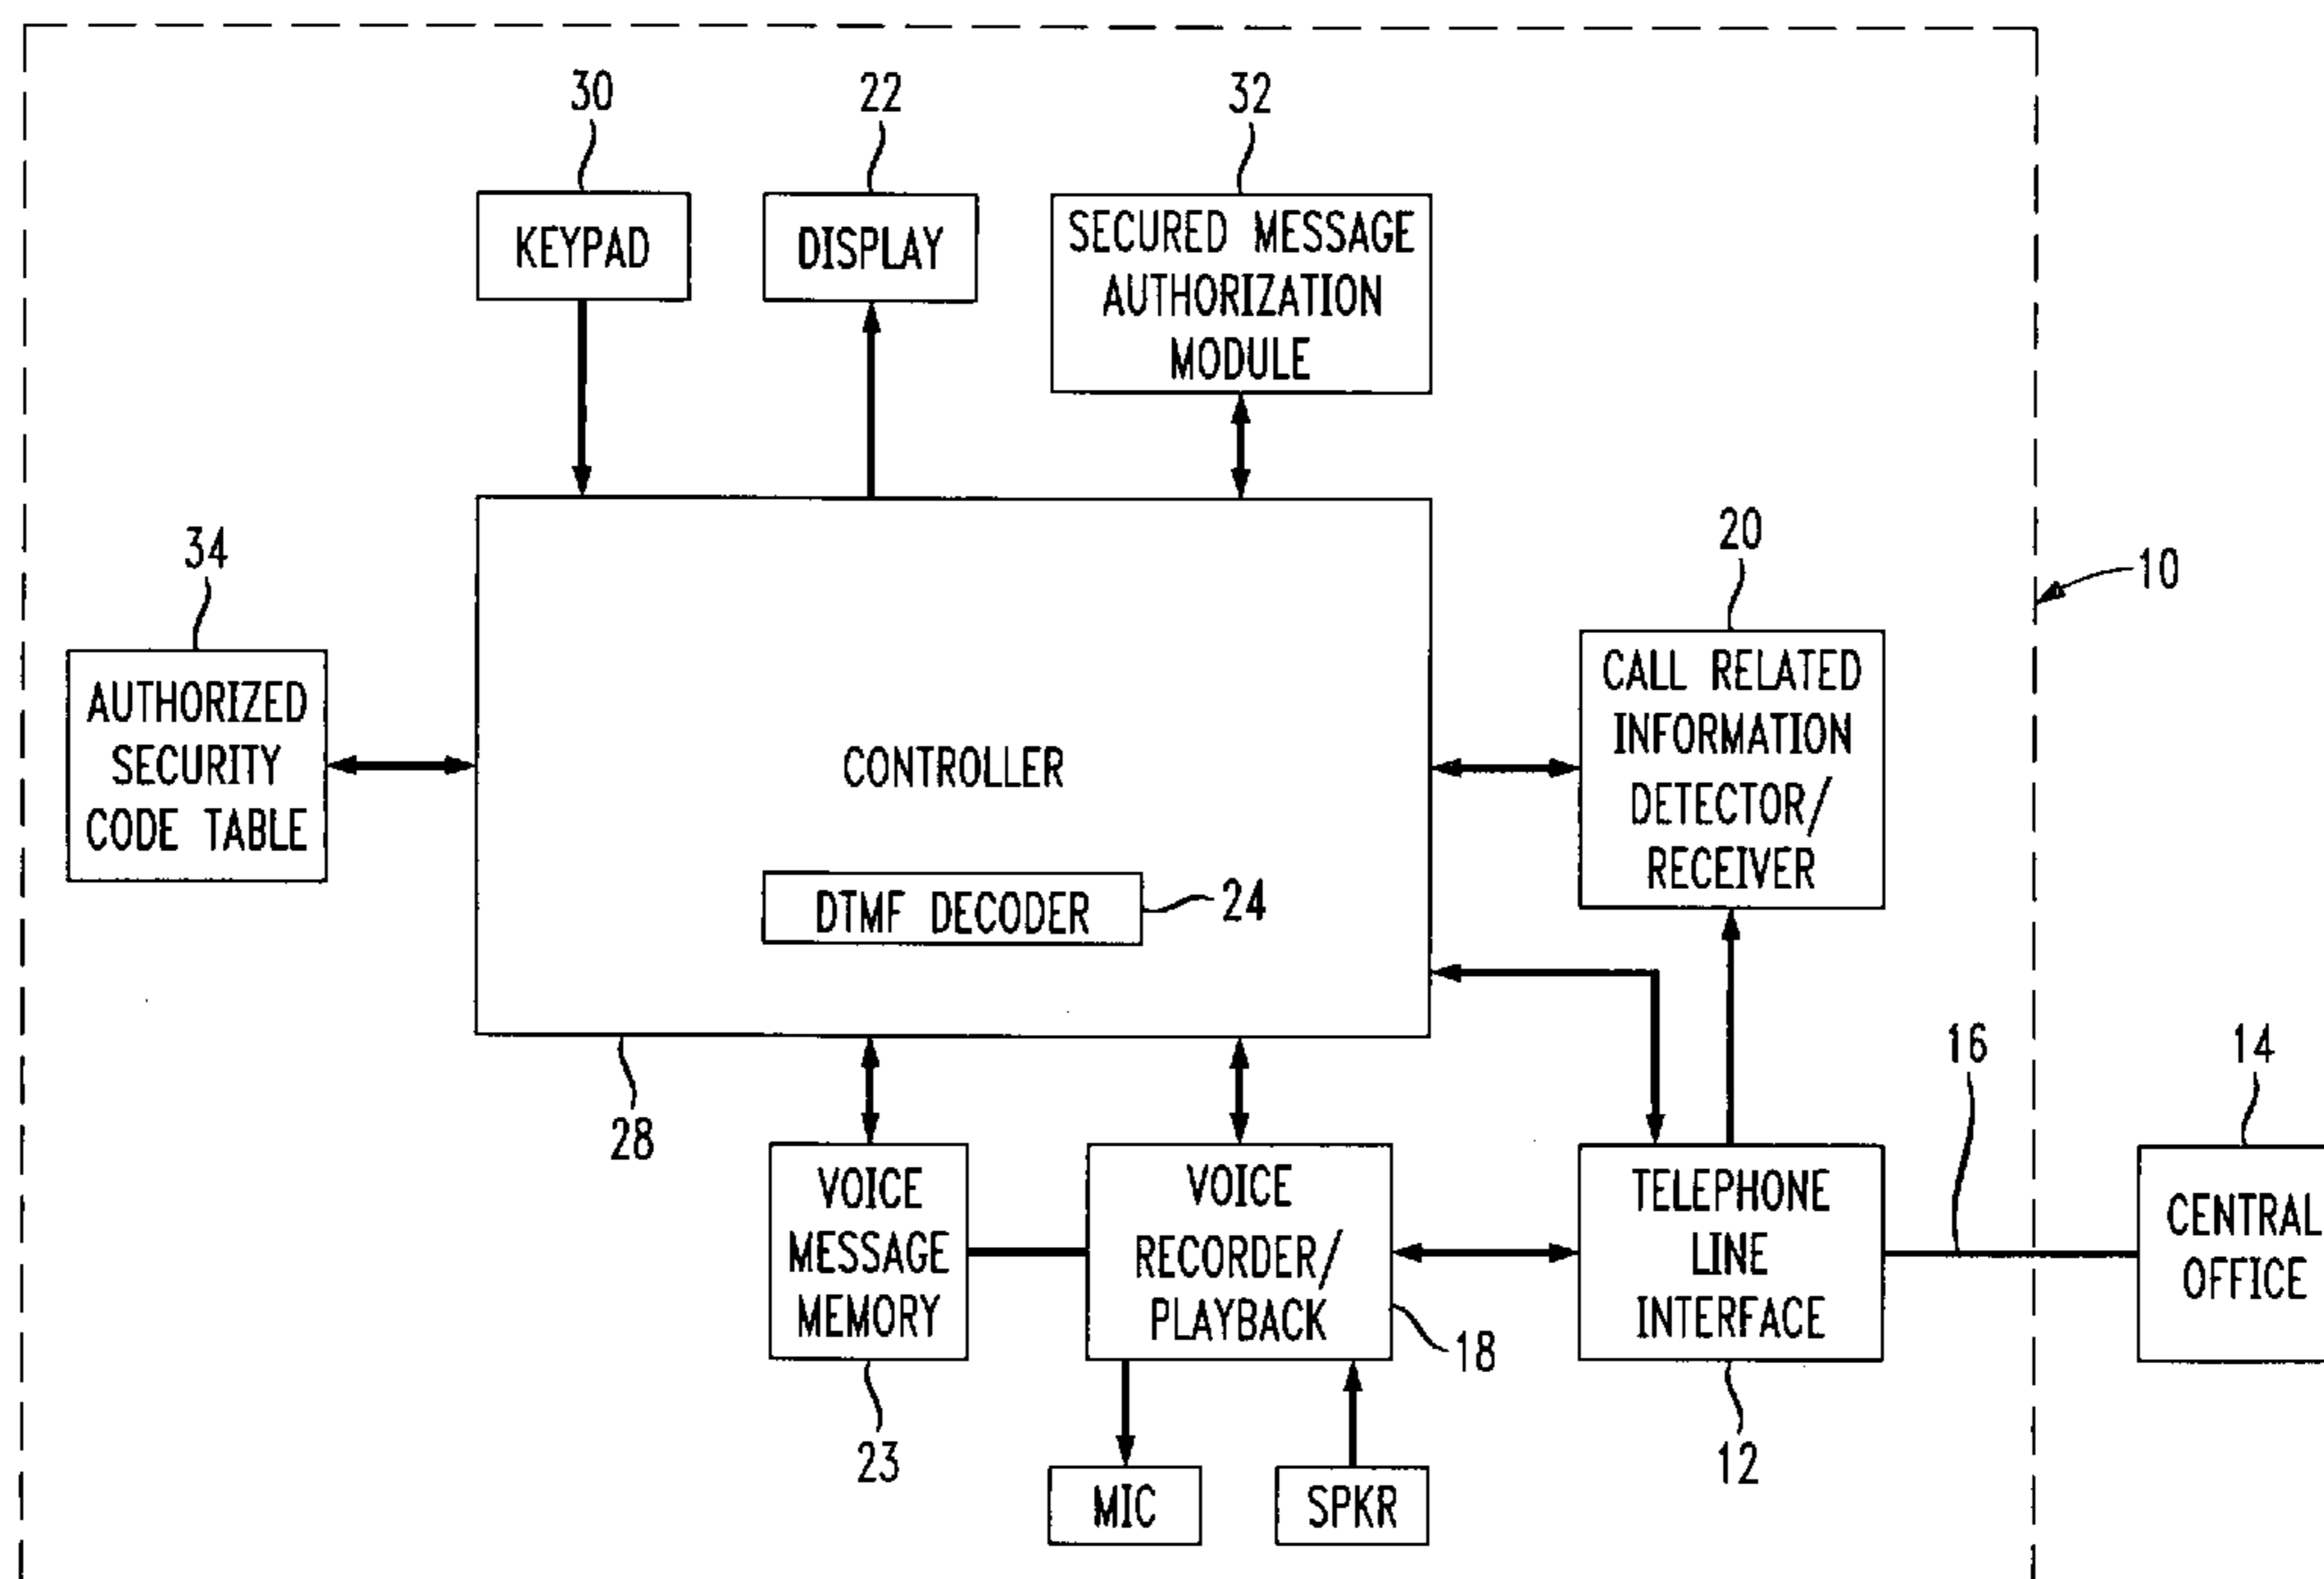 30
22
32
KEYPAD
DISPLAY
SECURED MESSAGE
AUTHORIZATION
MODULE
34
20
10
AUTHORIZED
SECURITY
CODE TABLE
CONTROLLER
CALL RELATED
INFORMATION
DETECTOR/
RECEIVER
DTMF DECODER
24
28
16
14
VOICE
MESSAGE
MEMORY
VOICE
RECORDER/
PLAYBACK
TELEPHONE
LINE
INTERFACE
CENTRAL
OFFICE
18
23
12
MIC
SPKR